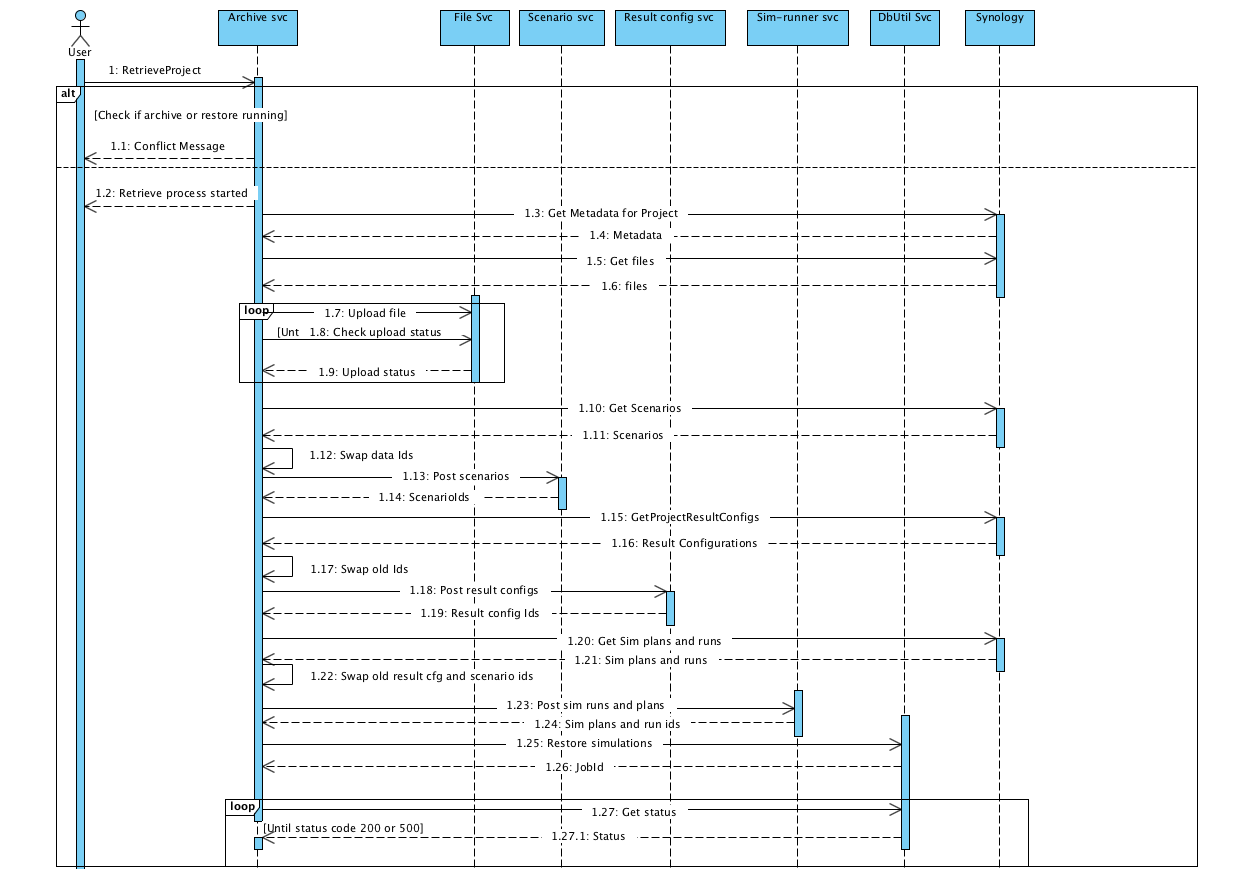 Archive svc
File Svc
Scenario svc
Result config svc
Sim-runner svc
DbUtil Svc
Synology
User
1: RetrieveProject
alt
[Check if archive or restore running]
1.1: Conflict Message
1.2: Retrieve process started
1.3: Get Metadata for Project
1.4: Metadata
1.5: Get files
1.6: files
loop
1.7: Upload file
[Unt
1.8: Check upload status
1.9: Upload status
1.10: Get Scenarios
1.11: Scenarios
1.12: Swap data Ids
1.13: Post scenarios
1.14: ScenarioIds
1.15: GetProjectResultConfigs
1.16: Result Configurations
1.17: Swap old Ids
1.18: Post result configs
1.19: Result config Ids
1.20: Get Sim plans and runs
1.21: Sim plans and runs
1.22: Swap old result cfg and scenario ids
1.23: Post sim runs and plans
1.24: Sim plans and run ids
1.25: Restore simulations
1.26: JobId
loop
1.27: Get status
[Until status code 200 or 500]
1.27.1: Status